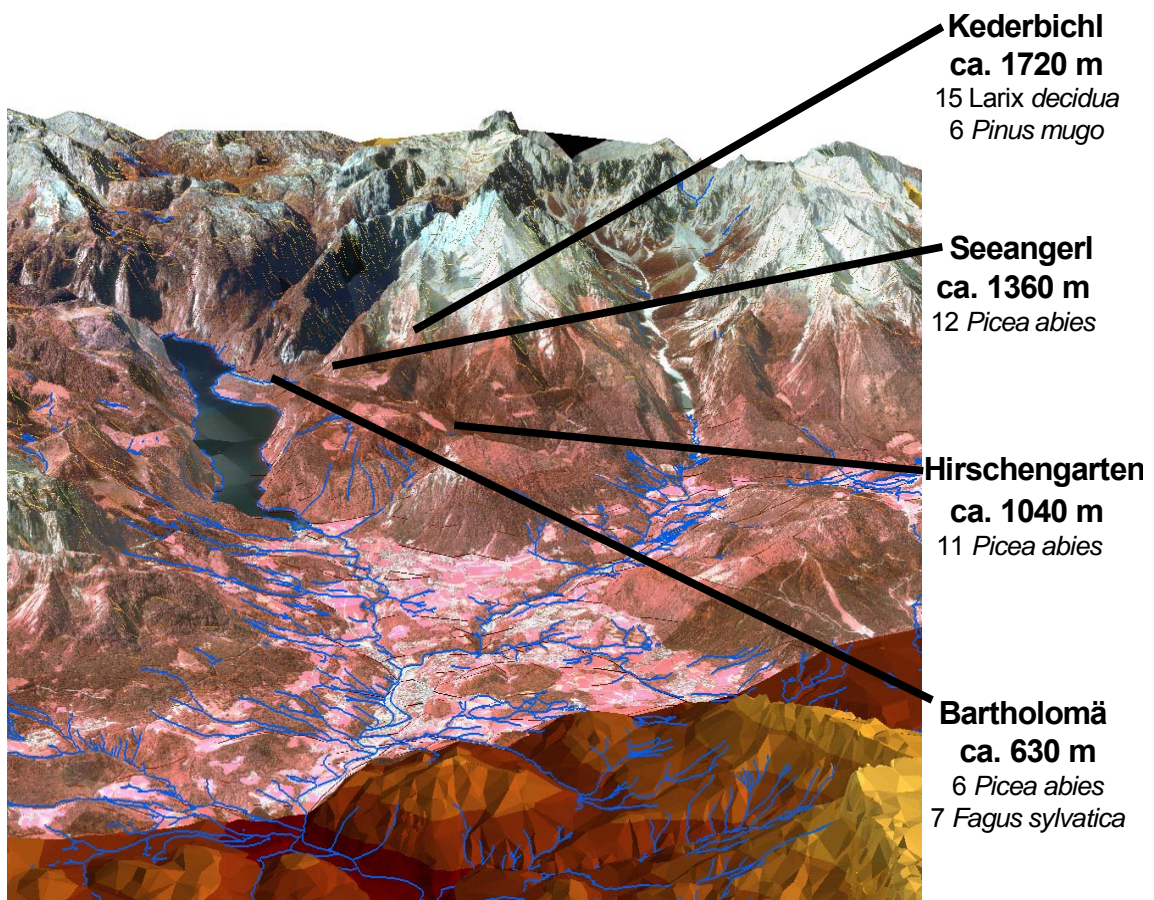 Kederbichl
ca. 1720 m
15 Larix decidua
6 Pinus mugo
Seeangerl
ca. 1360 m
12 Picea abies
Hirschengarten
ca. 1040 m
11 Picea abies
Bartholomä
ca. 630 m
6 Picea abies
7 Fagus sylvatica